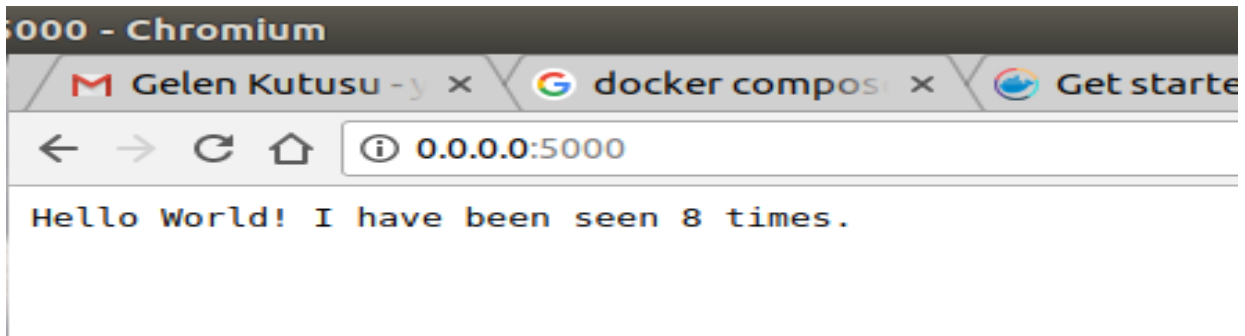 5000 - Chromium
Gelen Kutusu - y
docker compos
Get starte
0.0.0.0:5000
Hello World! I have been seen 8 times.